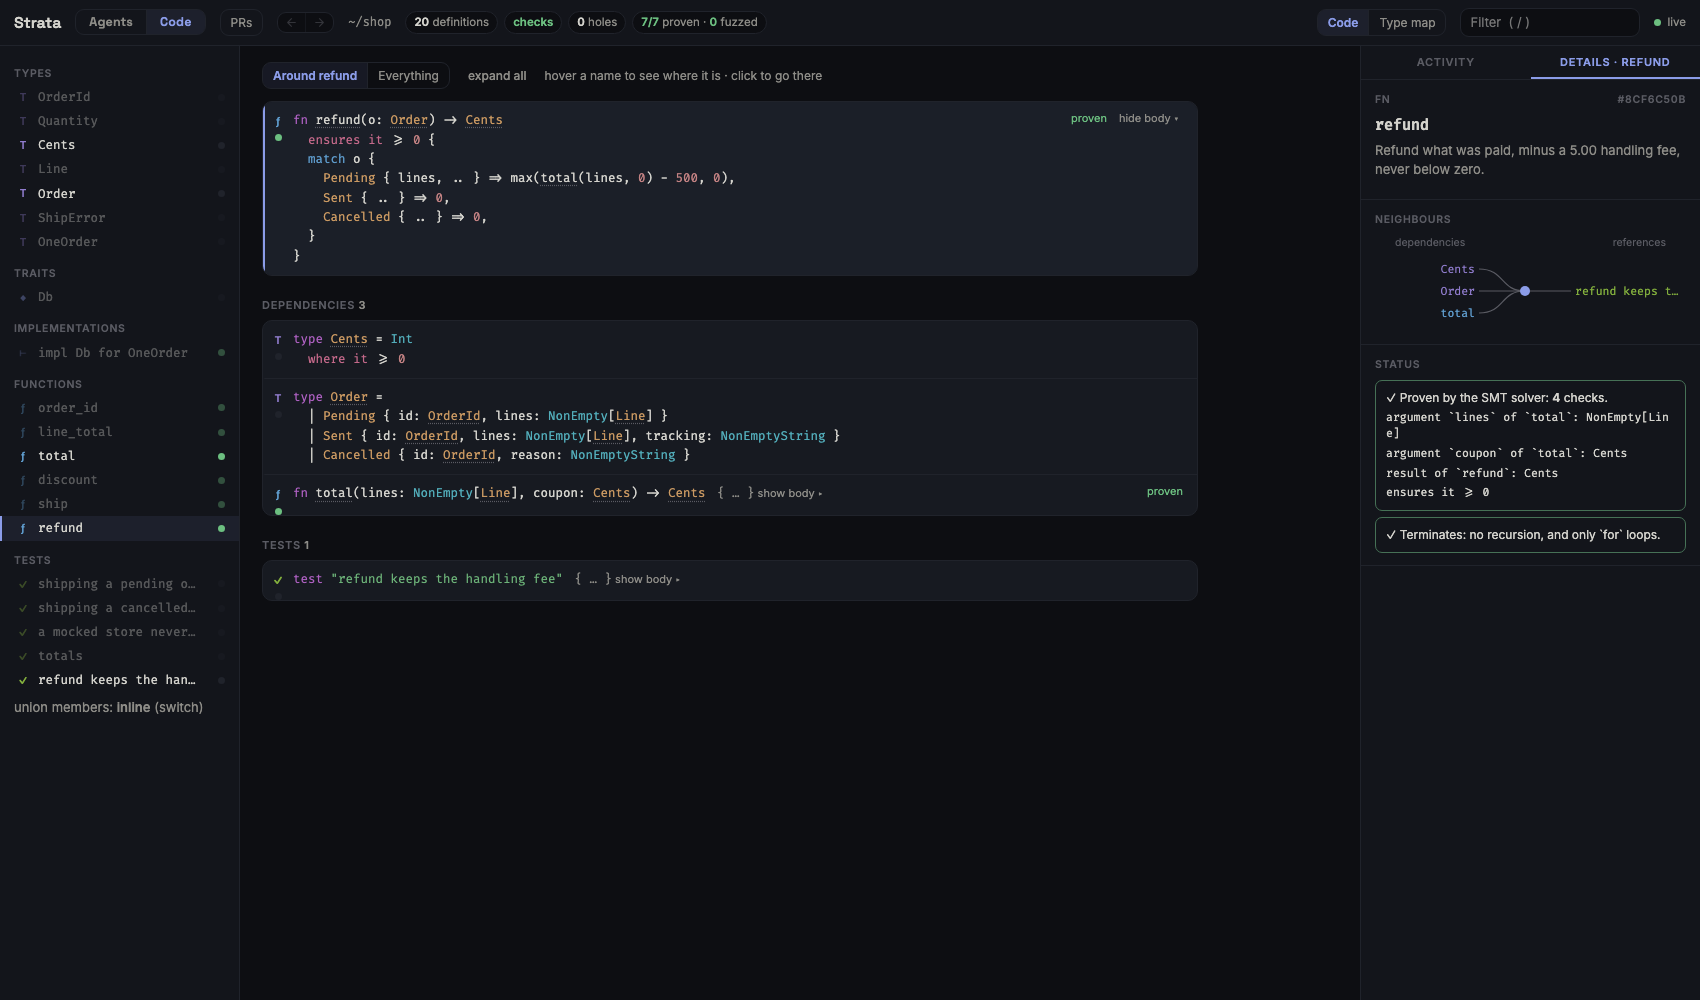 Strata Agents Code PRs ← → ~/shop 20 definitions checks 0 holes 7/7 proven · 0 fuzzed Code Type map Filter (/) live
TYPES
T OrderId
T Quantity
T Cents
T Line
T Order
T ShipError
T OneOrder
TRAITS
Db
IMPLEMENTATIONS
impl Db for OneOrder
FUNCTIONS
ƒ order_id
ƒ line_total
ƒ total
ƒ discount
ƒ ship
ƒ refund
TESTS
✓ shipping a pending o…
✓ shipping a cancelled…
✓ a mocked store never…
✓ totals
✓ refund keeps the han…
union members: inline (switch)
Around refund Everything expand all hover a name to see where it is · click to go there
ƒ fn refund(o: Order) -> Cents proven hide body ▾
ensures it >= 0 {
match o {
Pending { lines, .. } => max(total(lines, 0) - 500, 0),
Sent { .. } => 0,
Cancelled { .. } => 0,
}
}
DEPENDENCIES 3
T type Cents = Int
where it >= 0
T type Order =
| Pending { id: OrderId, lines: NonEmpty[Line] }
| Sent { id: OrderId, lines: NonEmpty[Line], tracking: NonEmptyString }
| Cancelled { id: OrderId, reason: NonEmptyString }
ƒ fn total(lines: NonEmpty[Line], coupon: Cents) -> Cents { … } show body ▸ proven
TESTS 1
✓ test "refund keeps the handling fee" { … } show body ▸
ACTIVITY DETAILS · REFUND
FN #8CF6C50B
refund
Refund what was paid, minus a 5.00 handling fee,
never below zero.
NEIGHBOURS
dependencies references
Cents
Order refund keeps t…
total
STATUS
✓ Proven by the SMT solver: 4 checks.
argument `lines` of `total`: NonEmpty[Lin
e]
argument `coupon` of `total`: Cents
result of `refund`: Cents
ensures it >= 0
✓ Terminates: no recursion, and only `for` loops.